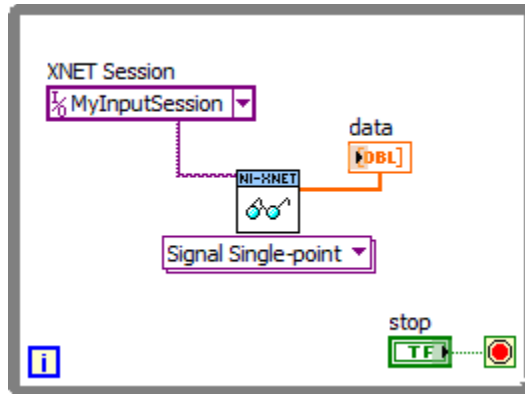 XNET Session
I/O MyInputSession
data
[DBL]
NI-XNET
Signal Single-point
stop
TF
i